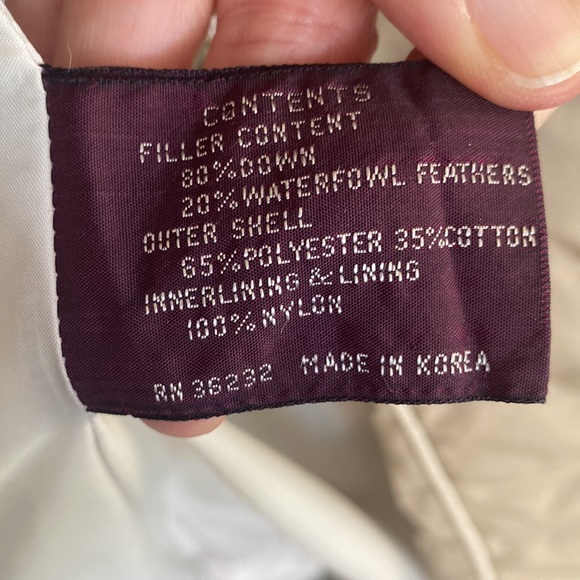 CONTENTS
FILLER CONTENT
80% DOWN
20% WATERFOWL FEATHERS
OUTER SHELL
65% POLYESTER 35% COTTON
INNERLINING & LINING
100% NYLON
RN 36232 MADE IN KOREA